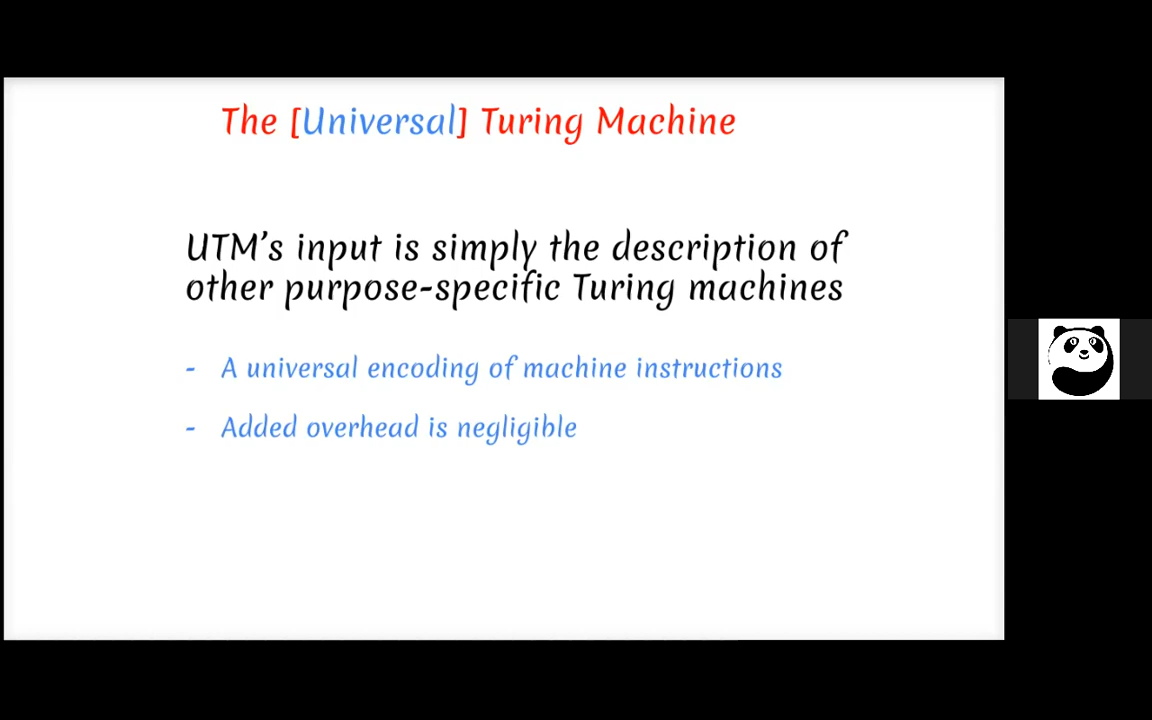 The [Universal] Turing Machine
UTM’s input is simply the description of
other purpose-specific Turing machines
- A universal encoding of machine instructions
- Added overhead is negligible